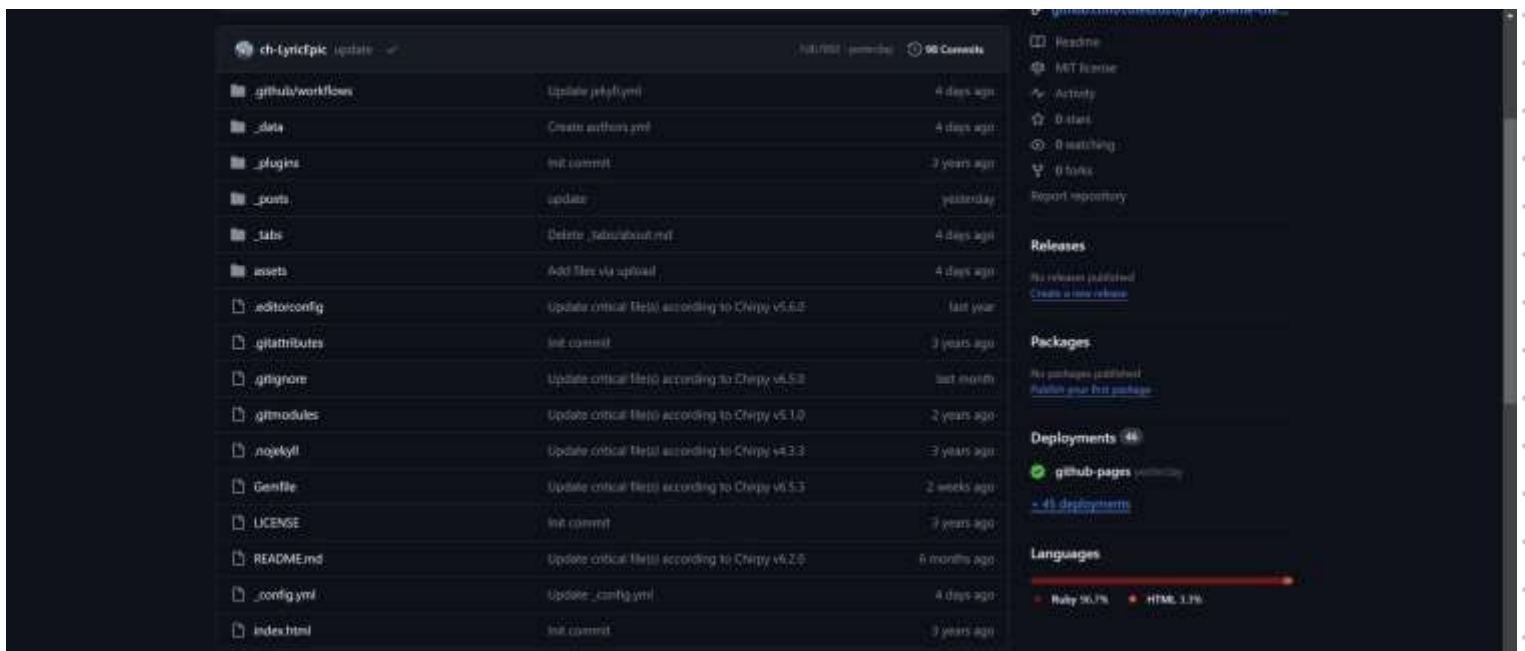 ch-LyricEpic update yesterday 98 Commits
.github/workflows Update jekyll.yml 4 days ago
_data Create authors.yml 4 days ago
_plugins Init commit 3 years ago
_posts update yesterday
_tabs Delete _tabs/about.md 4 days ago
assets Add files via upload 4 days ago
.editorconfig Update critical file(s) according to Chirpy v5.6.0 last year
.gitattributes Init commit 3 years ago
.gitignore Update critical file(s) according to Chirpy v6.5.0 last month
.gitmodules Update critical file(s) according to Chirpy v5.1.0 2 years ago
.nojekyll Update critical file(s) according to Chirpy v4.3.3 3 years ago
Gemfile Update critical file(s) according to Chirpy v6.5.3 2 weeks ago
LICENSE Init commit 3 years ago
README.md Update critical file(s) according to Chirpy v6.2.0 6 months ago
_config.yml Update _config.yml 4 days ago
index.html Init commit 3 years ago
Readme
MIT license
Activity
0 stars
0 watching
0 forks
Report repository
Releases
No releases published
Create a new release
Packages
No packages published
Publish your first package
Deployments 46
github-pages yesterday
+ 45 deployments
Languages
Ruby 96.7% HTML 3.3%